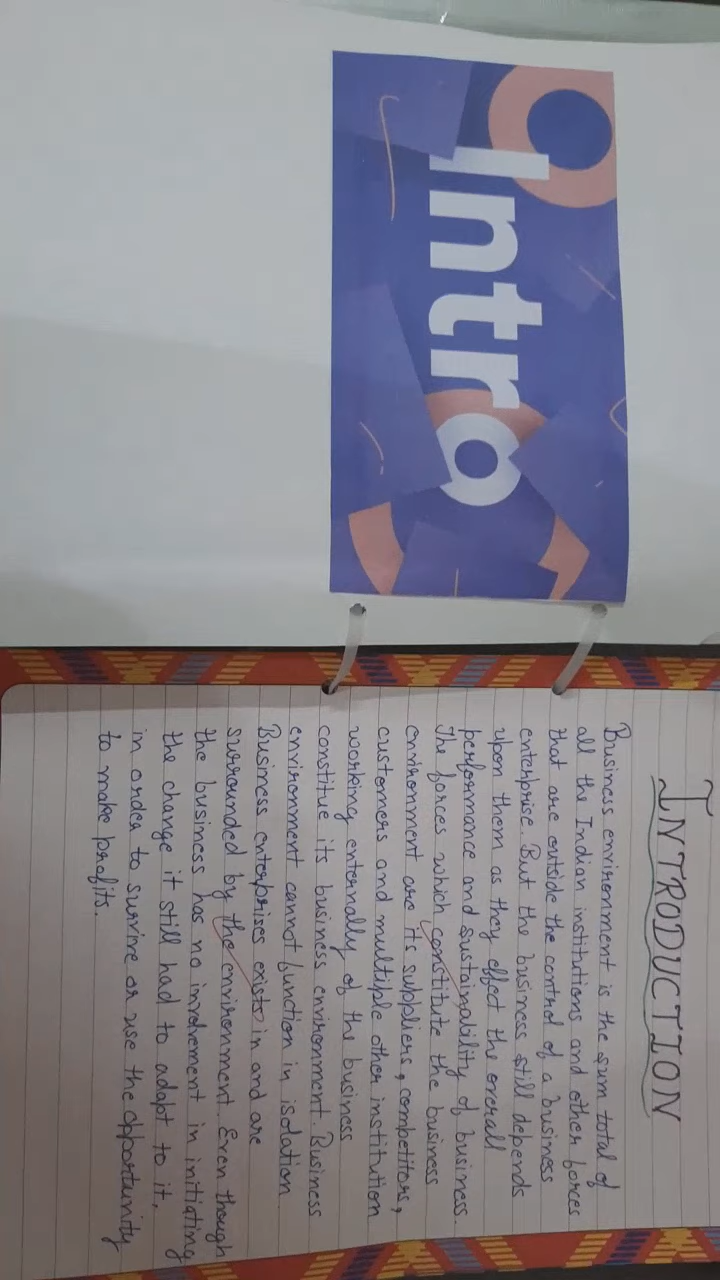 Intro
INTRODUCTION
Business environment is the sum total of
all the Indian institutions and other forces
that are outside the control of a business
enterprise. But the business still depends
upon them as they effect the overall
performance and sustainability of business.
The forces which constitute the business
environment are its suppliers, competitors,
customers and multiple other institution
working externally of the business
constitue its business environment. Business
environment cannot function in isolation.
Business enterprises exists in and are
surrounded by the environment. Even though
the business has no involvement in initiating
the change it still had to adapt to it,
in order to survive or use the opportunity
to make profits.